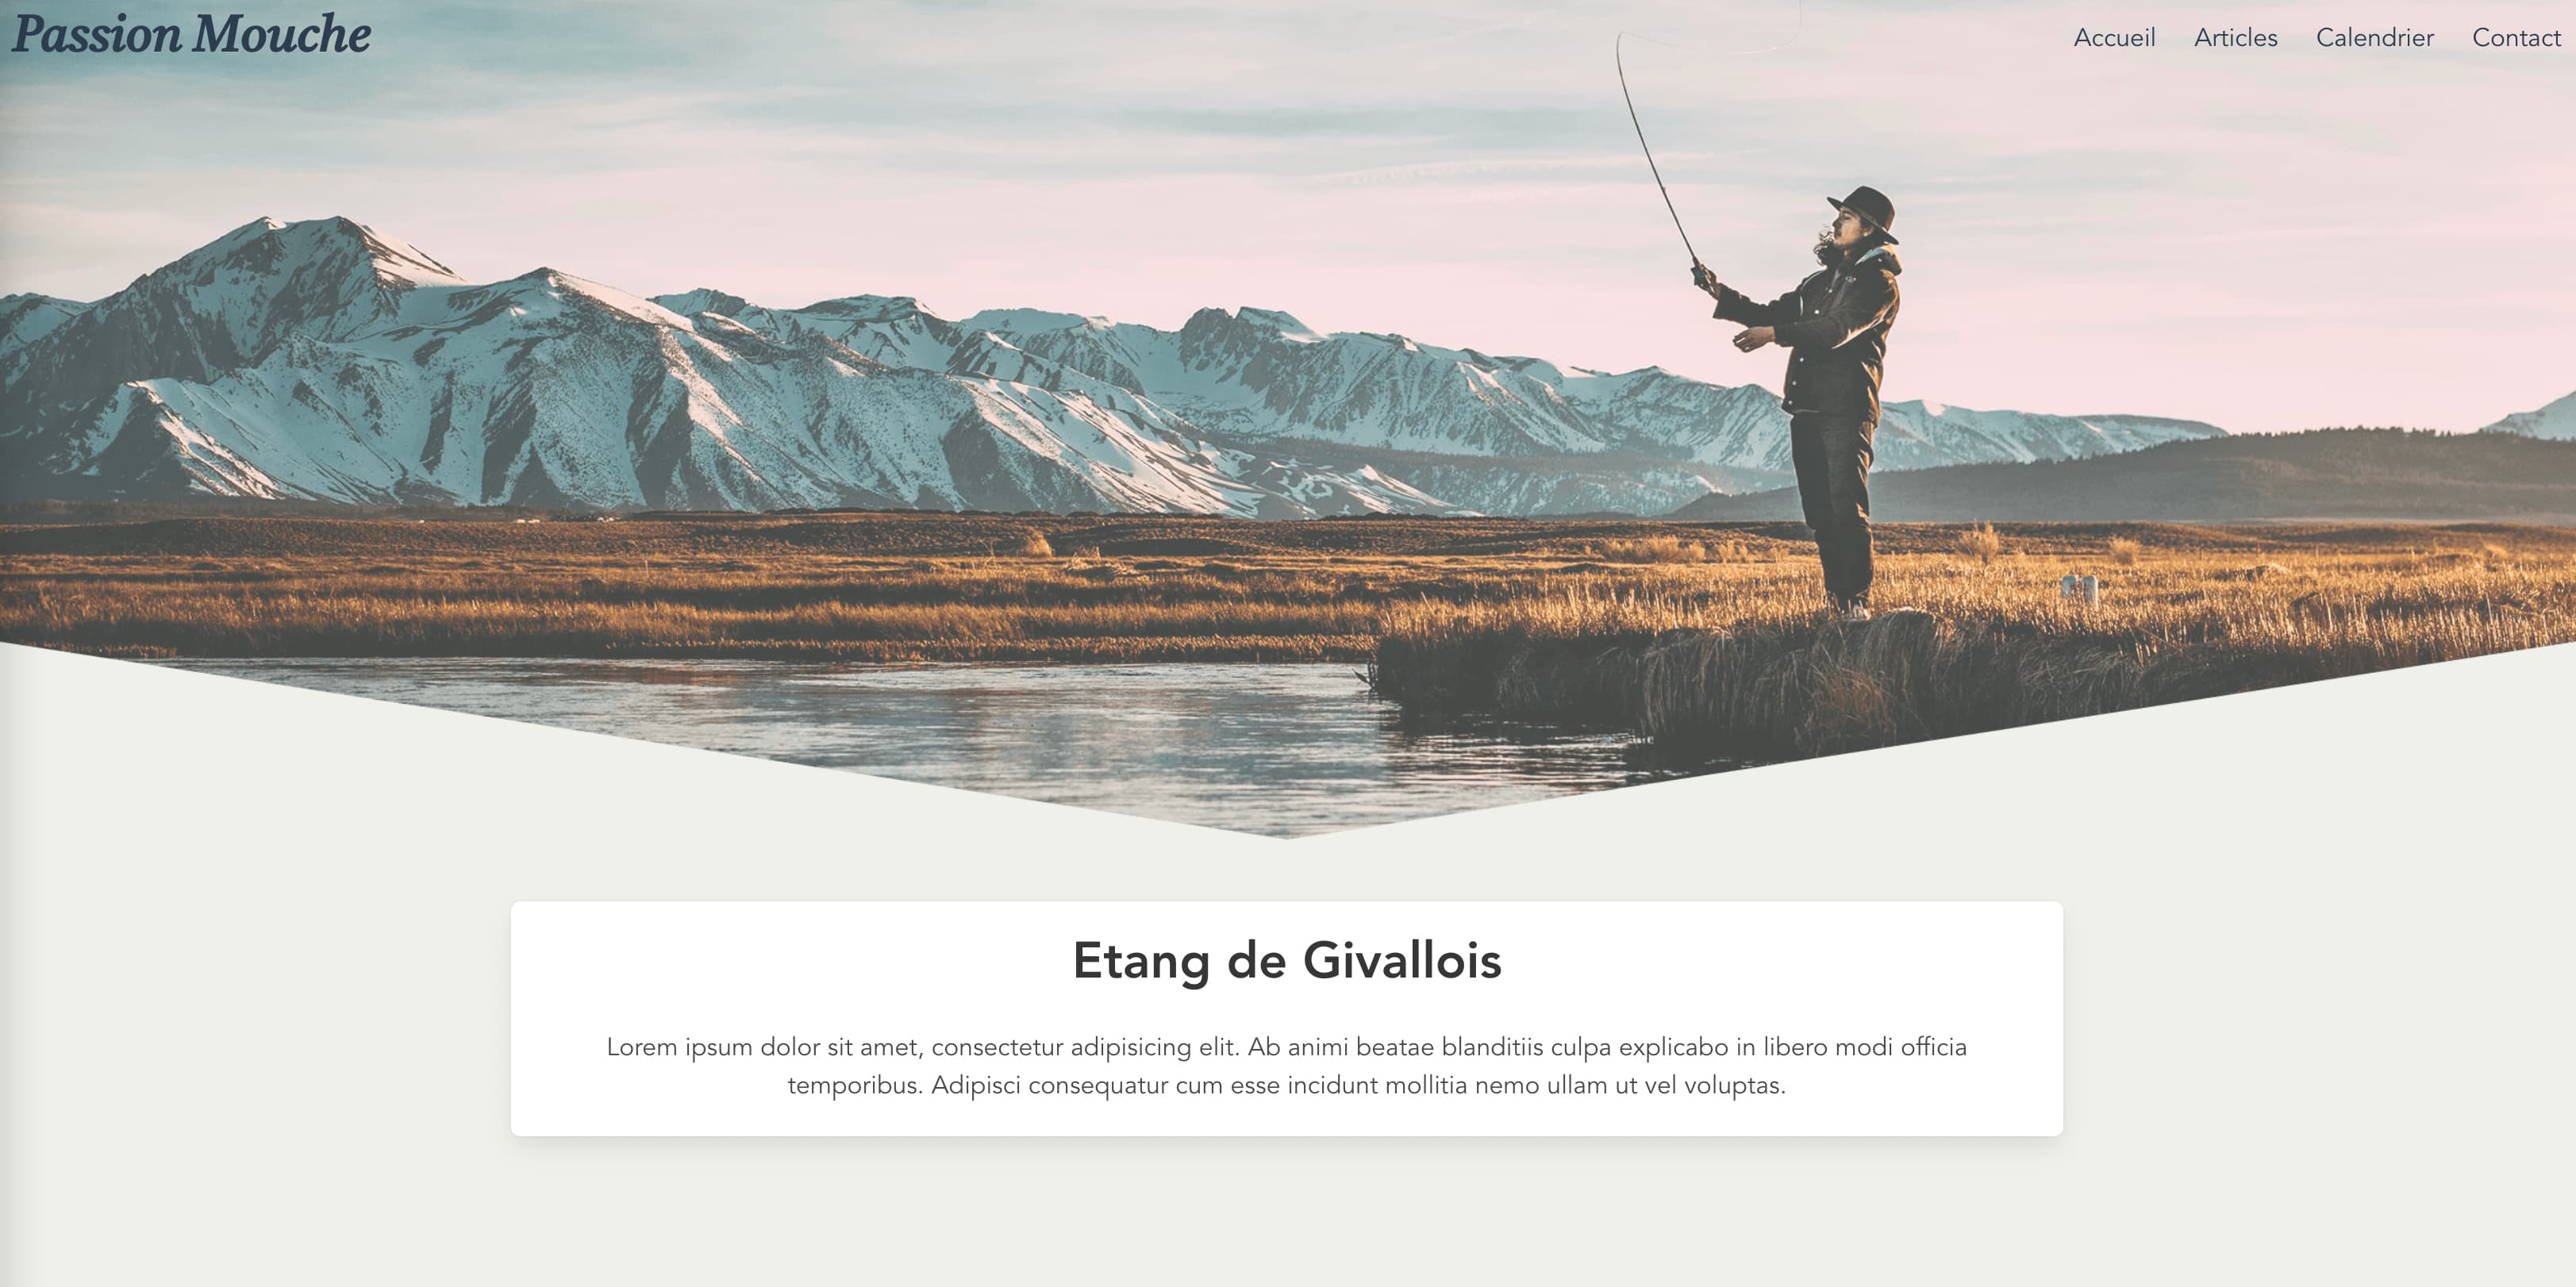 Passion Mouche
Accueil Articles Calendrier Contact
Etang de Givallois
Lorem ipsum dolor sit amet, consectetur adipisicing elit. Ab animi beatae blanditiis culpa explicabo in libero modi officia
temporibus. Adipisci consequatur cum esse incidunt mollitia nemo ullam ut vel voluptas.